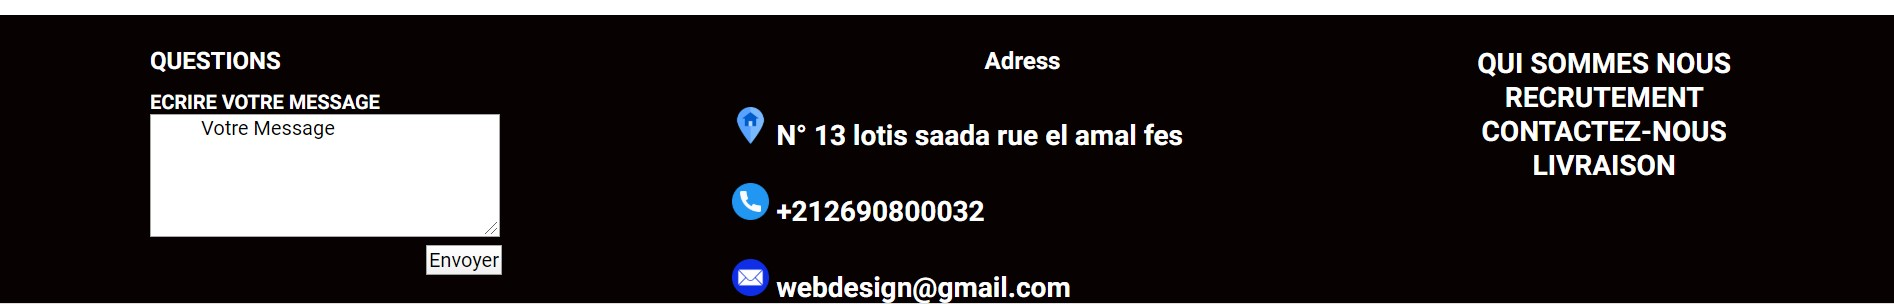 QUESTIONS
ECRIRE VOTRE MESSAGE
Votre Message
Envoyer
Adress
N° 13 lotis saada rue el amal fes
+212690800032
webdesign@gmail.com
QUI SOMMES NOUS
RECRUTEMENT
CONTACTEZ-NOUS
LIVRAISON